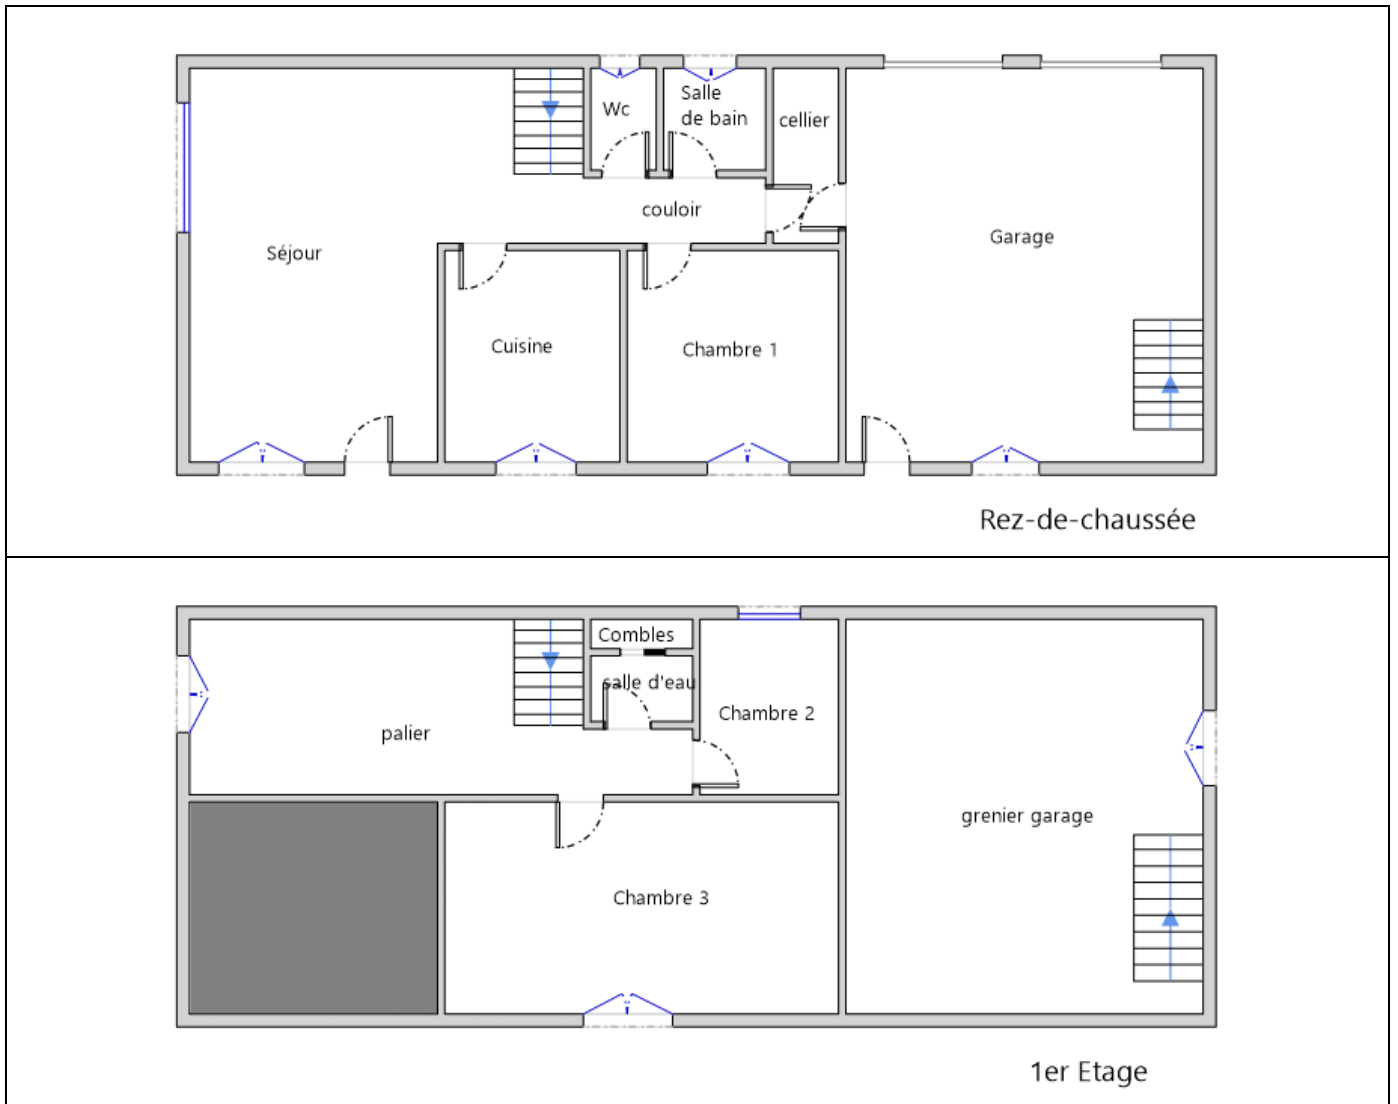 Wc
Salle
de bain
cellier
couloir
Séjour
Garage
Cuisine
Chambre 1
Rez-de-chaussée
Combles
salle d'eau
Chambre 2
palier
grenier garage
Chambre 3
1er Etage